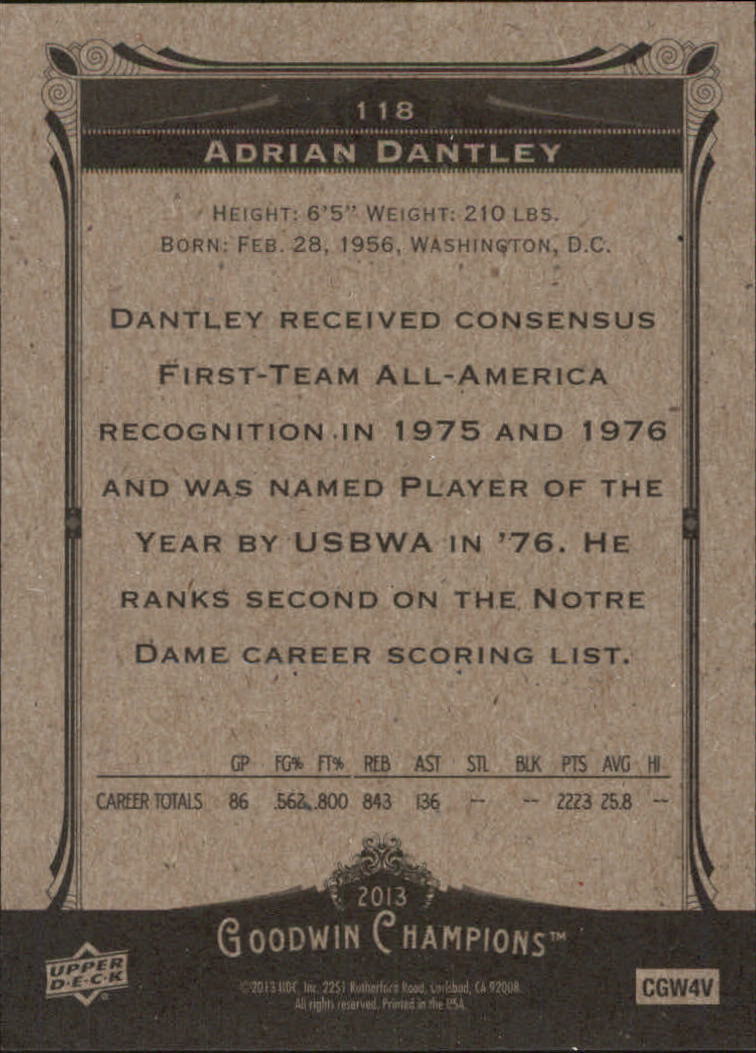 118
ADRIAN DANTLEY
HEIGHT: 6'5" WEIGHT: 210 LBS.
BORN: FEB. 28, 1956, WASHINGTON, D.C.
DANTLEY RECEIVED CONSENSUS
FIRST-TEAM ALL-AMERICA
RECOGNITION IN 1975 AND 1976
AND WAS NAMED PLAYER OF THE
YEAR BY USBWA IN '76. HE
RANKS SECOND ON THE NOTRE
DAME CAREER SCORING LIST.
GP FG% FT% REB AST STL BLK PTS AVG HI
CAREER TOTALS 86 .562 .800 843 136 -- -- 2223 25.8 --
2013
GOODWIN CHAMPIONS™
UPPER
D·E·C·K®
©2013 UDC, Inc. 2251 Rutherford Road, Carlsbad, CA 92008.
All rights reserved. Printed in the USA.
CGW4V